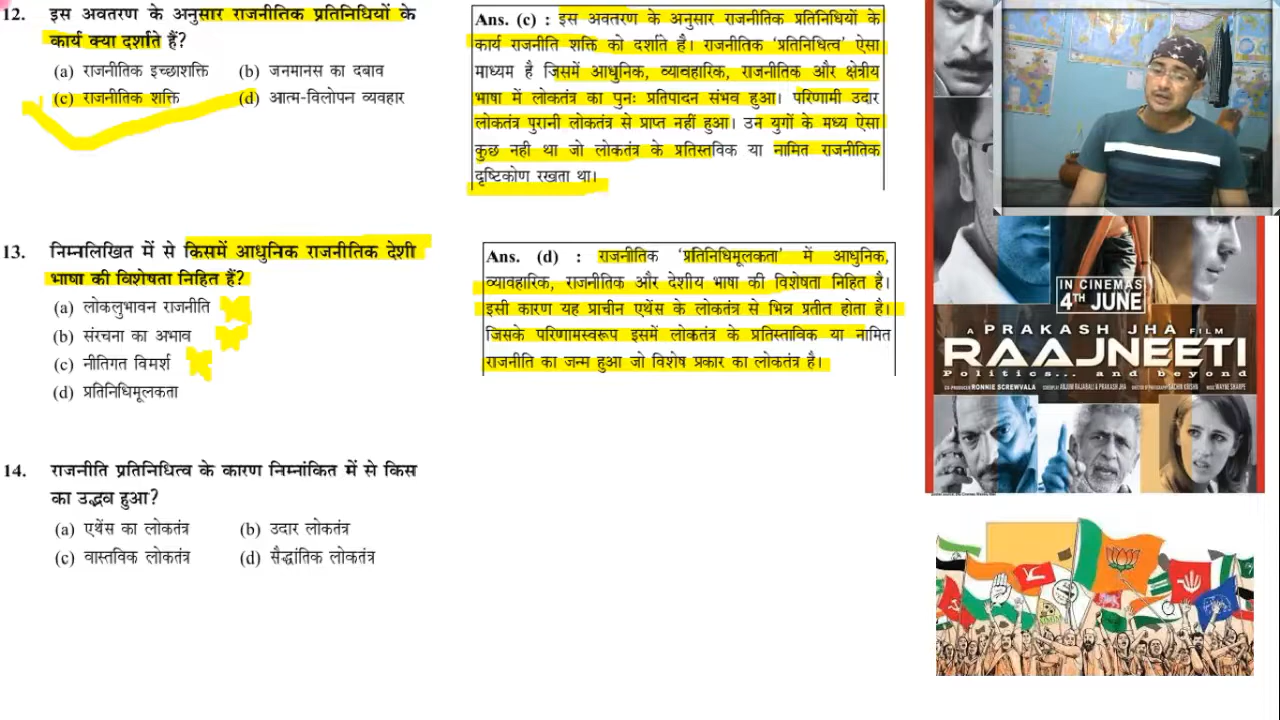 12. इस अवतरण के अनुसार राजनीतिक प्रतिनिधियों के
कार्य क्या दर्शाते हैं?
(a) राजनीतिक इच्छाशक्ति (b) जनमानस का दबाव
(c) राजनीतिक शक्ति (d) आत्म-विलोपन व्यवहार
Ans. (c) : इस अवतरण के अनुसार राजनीतिक प्रतिनिधियों के
कार्य राजनीति शक्ति को दर्शाते है। राजनीतिक 'प्रतिनिधित्व' ऐसा
माध्यम है जिसमें आधुनिक, व्यावहारिक, राजनीतिक और क्षेत्रीय
भाषा में लोकतंत्र का पुनः प्रतिपादन संभव हुआ। परिणामी उदार
लोकतंत्र पुरानी लोकतंत्र से प्राप्त नहीं हुआ। उन युगों के मध्य ऐसा
कुछ नही था जो लोकतंत्र के प्रतिस्तविक या नामित राजनीतिक
दृष्टिकोण रखता था।
13. निम्नलिखित में से किसमें आधुनिक राजनीतिक देशी
भाषा की विशेषता निहित हैं?
(a) लोकलुभावन राजनीति
(b) संरचना का अभाव
(c) नीतिगत विमर्श
(d) प्रतिनिधिमूलकता
Ans. (d) : राजनीतिक 'प्रतिनिधिमूलकता' में आधुनिक,
व्यावहारिक, राजनीतिक और देशीय भाषा की विशेषता निहित है।
इसी कारण यह प्राचीन एथेंस के लोकतंत्र से भिन्न प्रतीत होता है।
जिसके परिणामस्वरूप इसमें लोकतंत्र के प्रतिस्ताविक या नामित
राजनीति का जन्म हुआ जो विशेष प्रकार का लोकतंत्र है।
14. राजनीति प्रतिनिधित्व के कारण निम्नांकित में से किस
का उद्भव हुआ?
(a) एथेंस का लोकतंत्र (b) उदार लोकतंत्र
(c) वास्तविक लोकतंत्र (d) सैद्धांतिक लोकतंत्र
IN CINEMAS
4TH JUNE
A PRAKASH JHA FILM
RAAJNEETI
Politics... and beyond
CO-PRODUCER RONNIE SCREWVALA